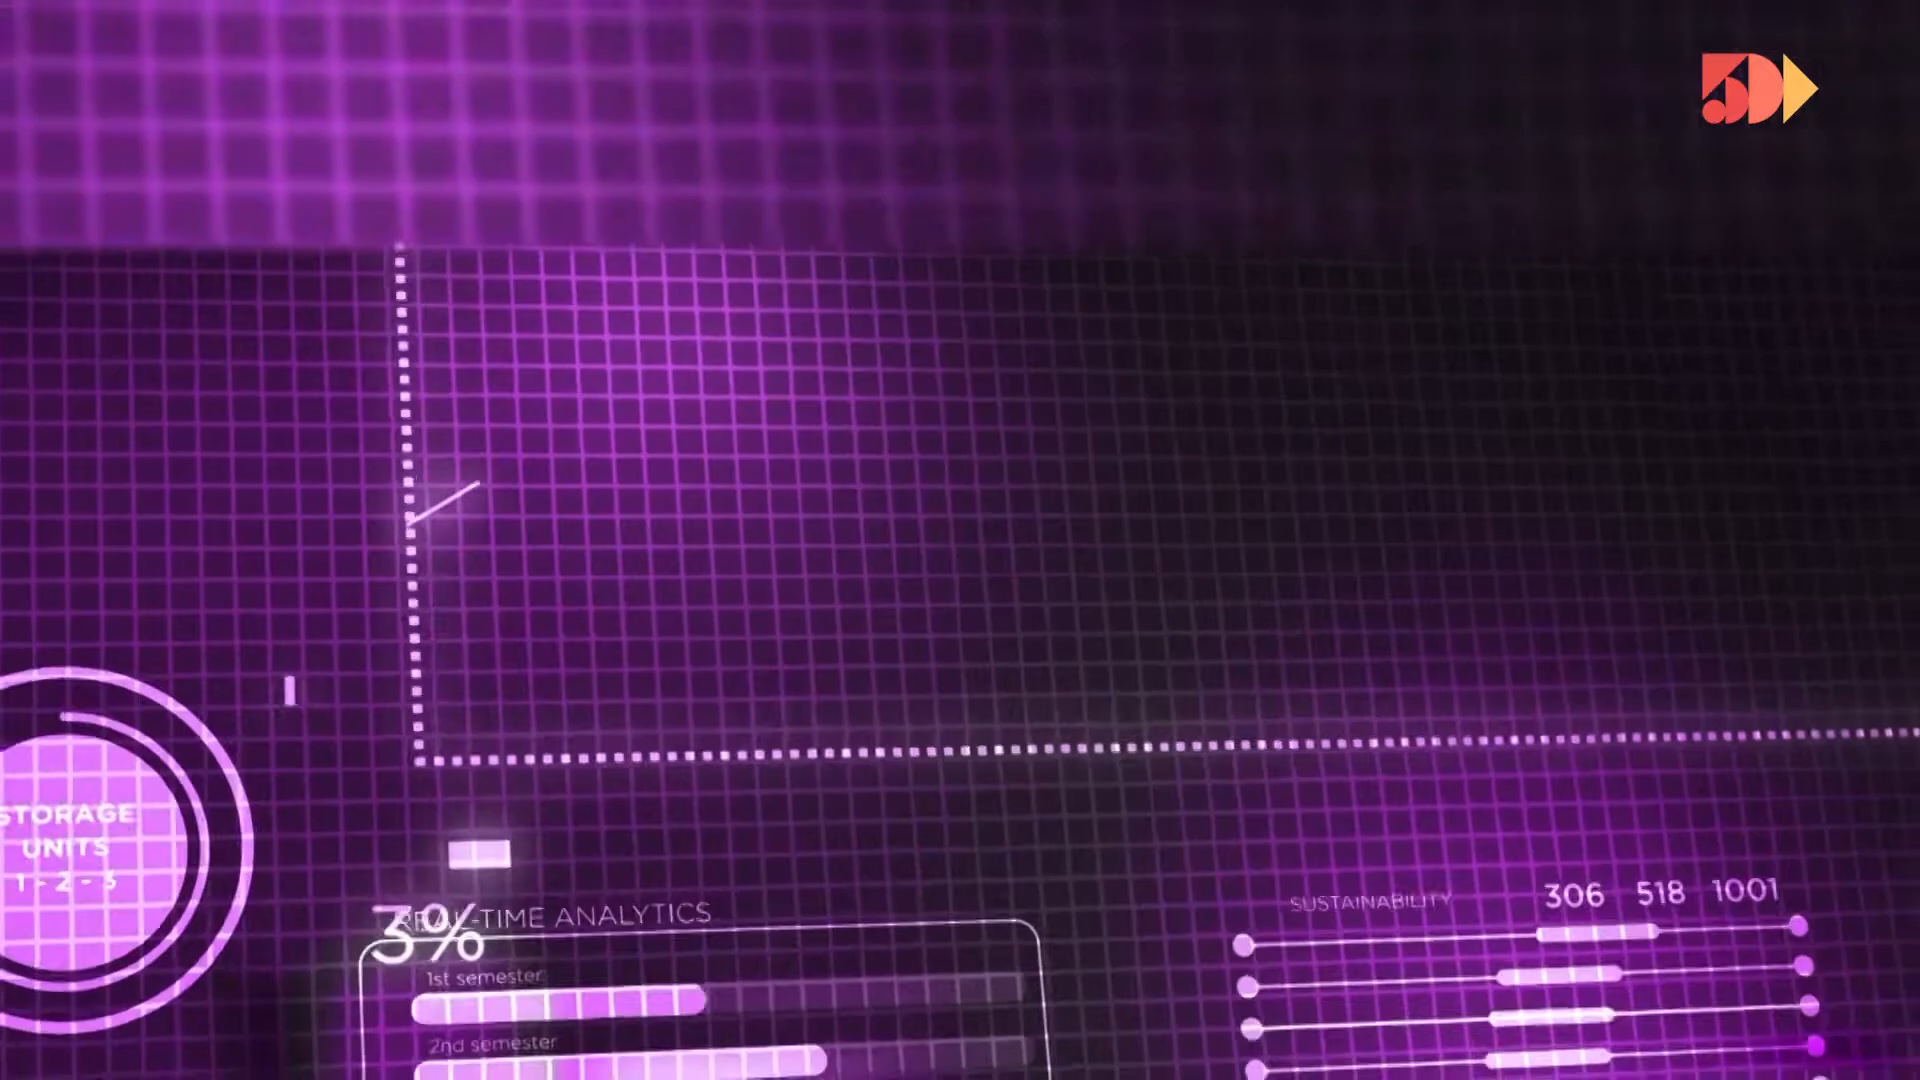 STORAGE
UNITS
1 - 2 - 3
REAL-TIME ANALYTICS
3%
1st semester
2nd semester
SUSTAINABILITY 306 518 1001